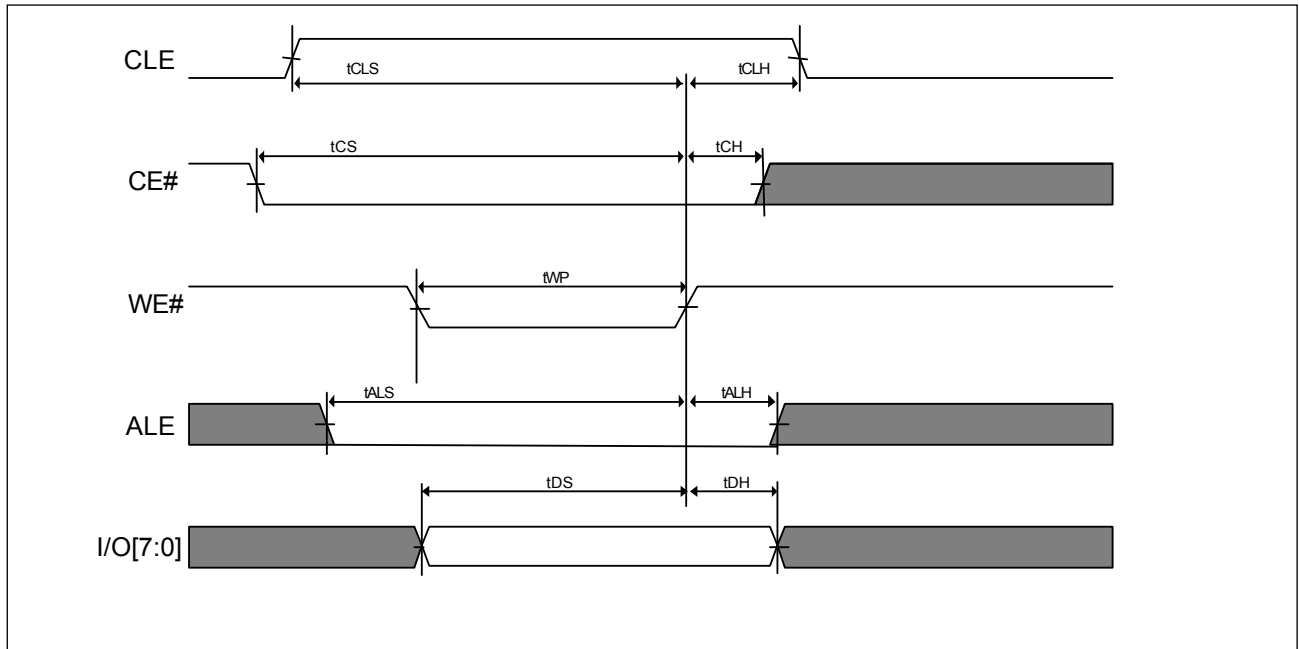 CLE
tCLS
tCLH
CE#
tCS
tCH
WE#
tWP
ALE
tALS
tALH
I/O[7:0]
tDS
tDH